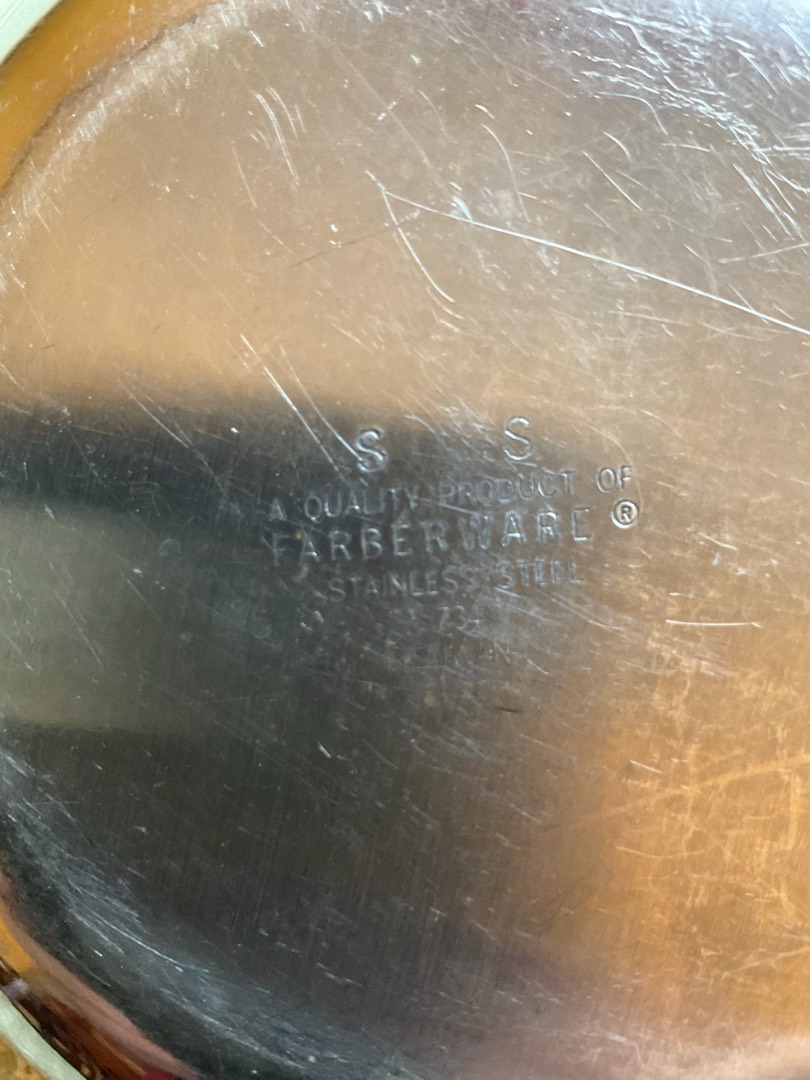 S S
A QUALITY PRODUCT OF
FARBERWARE®
STAINLESS STEEL